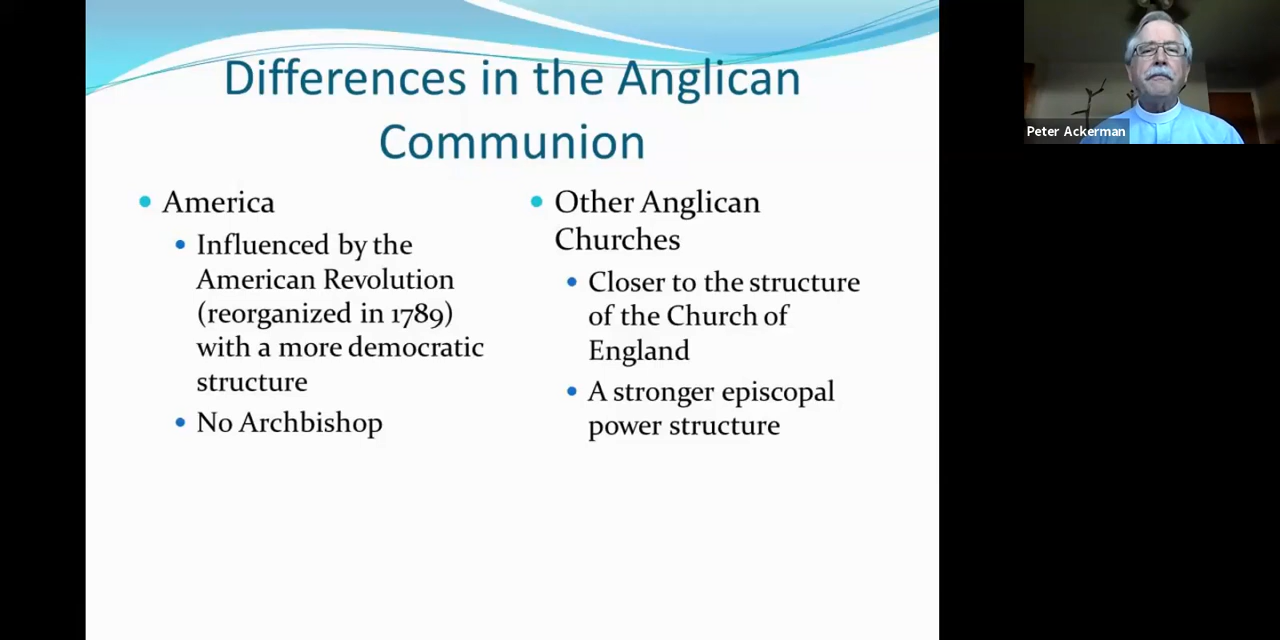 Differences in the Anglican
Communion
America
Influenced by the
American Revolution
(reorganized in 1789)
with a more democratic
structure
No Archbishop
Other Anglican
Churches
Closer to the structure
of the Church of
England
A stronger episcopal
power structure
Peter Ackerman